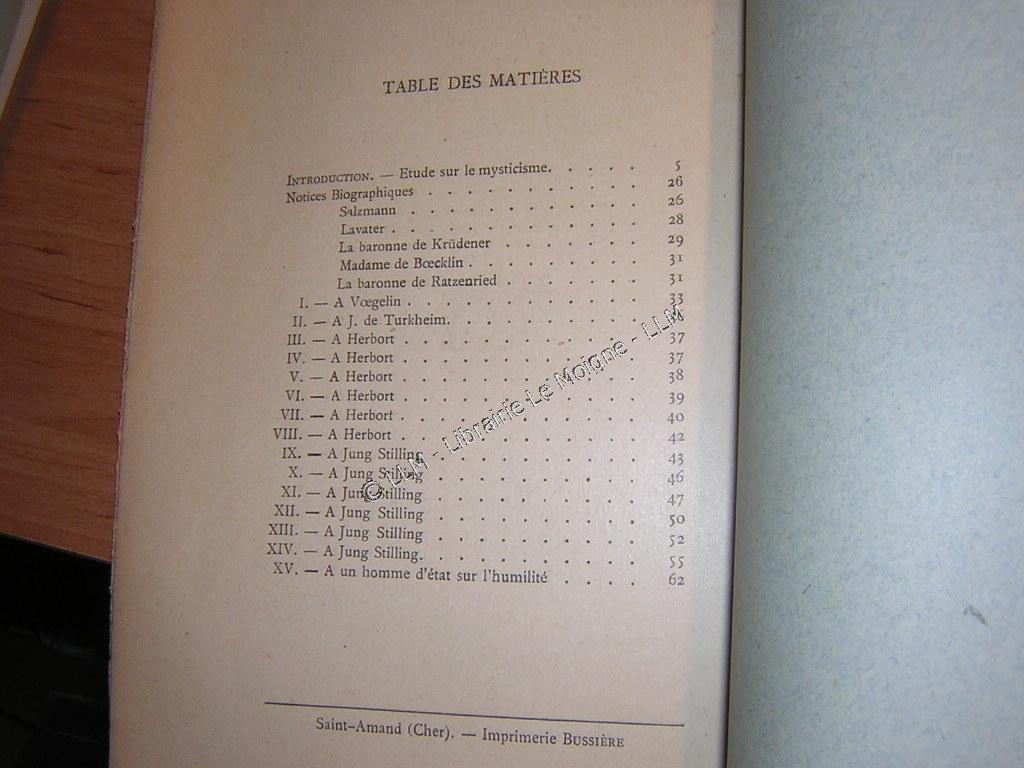 TABLE DES MATIÈRES
INTRODUCTION. — Etude sur le mysticisme. . . . . 5
Notices Biographiques . . . . . . . . . . . 26
Salzmann . . . . . . . . . . . . 26
Lavater . . . . . . . . . . . . . 28
La baronne de Krüdener . . . . . . . 29
Madame de Bœcklin . . . . . . . . . 31
La baronne de Ratzenried . . . . . . . 31
I. — A Vœgelin . . . . . . . . . . . . 33
II. — A J. de Turkheim. . . . . . . . . .
III. — A Herbort . . . . . . . . . . . . 37
IV. — A Herbort . . . . . . . . . . . . 37
V. — A Herbort . . . . . . . . . . . . 38
VI. — A Herbort . . . . . . . . . . . . 39
VII. — A Herbort . . . . . . . . . . . . 40
VIII. — A Herbort . . . . . . . . . . . . 42
IX. — A Jung Stilling . . . . . . . . . . 43
X. — A Jung Stilling . . . . . . . . . . 46
XI. — A Jung Stilling . . . . . . . . . . 47
XII. — A Jung Stilling . . . . . . . . . . 50
XIII. — A Jung Stilling . . . . . . . . . . 52
XIV. — A Jung Stilling. . . . . . . . . . 55
XV. — A un homme d'état sur l'humilité . . . . 62
© LLM - Librairie Le Moigne - LLM
Saint-Amand (Cher). — Imprimerie BUSSIÈRE